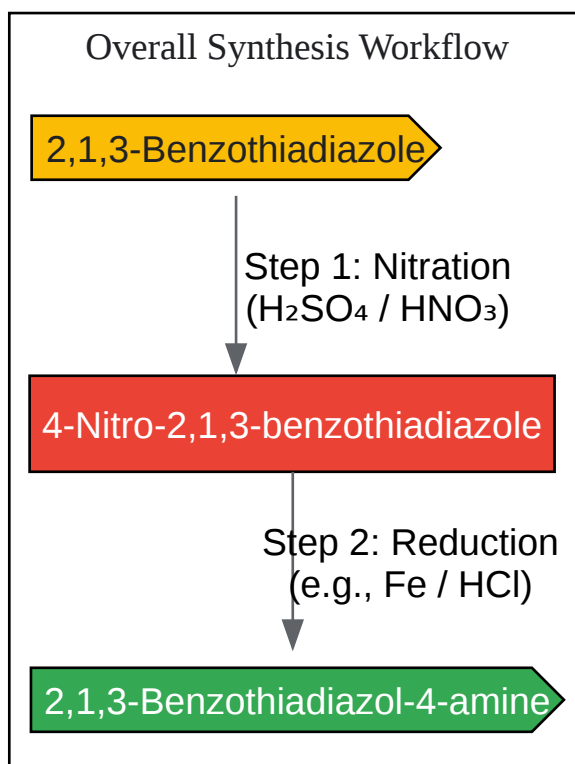 Overall Synthesis Workflow
2,1,3-Benzothiadiazole
Step 1: Nitration
(H₂SO₄ / HNO₃)
4-Nitro-2,1,3-benzothiadiazole
Step 2: Reduction
(e.g., Fe / HCl)
2,1,3-Benzothiadiazol-4-amine